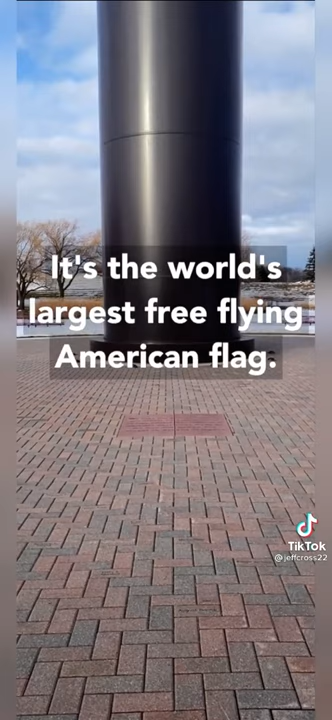 It's the world's
largest free flying
American flag.
TikTok
@jeffcross22